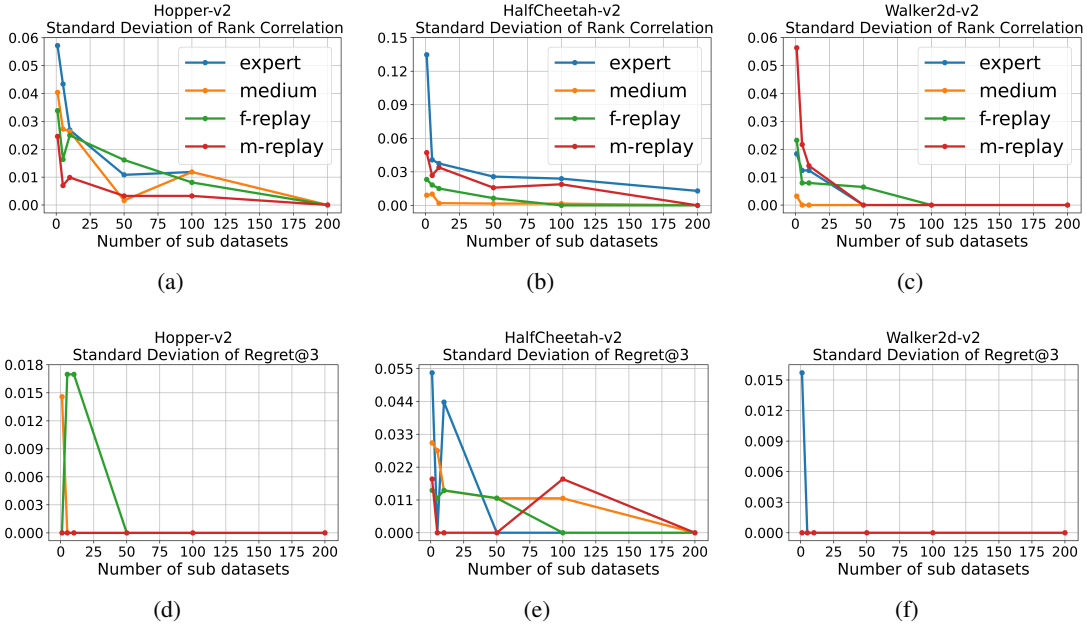 Hopper-v2
Standard Deviation of Rank Correlation
0.06
0.05
0.04
0.03
0.02
0.01
0.00
expert
medium
f-replay
m-replay
0 25 50 75 100 125 150 175 200
Number of sub datasets
(a)
HalfCheetah-v2
Standard Deviation of Rank Correlation
0.15
0.12
0.09
0.06
0.03
0.00
expert
medium
f-replay
m-replay
0 25 50 75 100 125 150 175 200
Number of sub datasets
(b)
Walker2d-v2
Standard Deviation of Rank Correlation
0.06
0.05
0.04
0.03
0.02
0.01
0.00
expert
medium
f-replay
m-replay
0 25 50 75 100 125 150 175 200
Number of sub datasets
(c)
Hopper-v2
Standard Deviation of Regret@3
0.018
0.015
0.012
0.009
0.006
0.003
0.000
0 25 50 75 100 125 150 175 200
Number of sub datasets
(d)
HalfCheetah-v2
Standard Deviation of Regret@3
0.055
0.044
0.033
0.022
0.011
0.000
0 25 50 75 100 125 150 175 200
Number of sub datasets
(e)
Walker2d-v2
Standard Deviation of Regret@3
0.015
0.012
0.009
0.006
0.003
0.000
0 25 50 75 100 125 150 175 200
Number of sub datasets
(f)